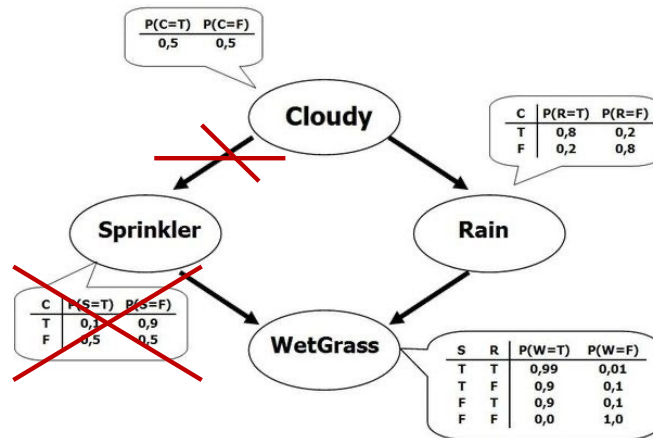 P(C=T) P(C=F)
0,5 0,5
Cloudy
C P(R=T) P(R=F)
T 0,8 0,2
F 0,2 0,8
Sprinkler
Rain
C P(S=T) P(S=F)
T 0,1 0,9
F 0,5 0,5
WetGrass
S R P(W=T) P(W=F)
T T 0,99 0,01
T F 0,9 0,1
F T 0,9 0,1
F F 0,0 1,0